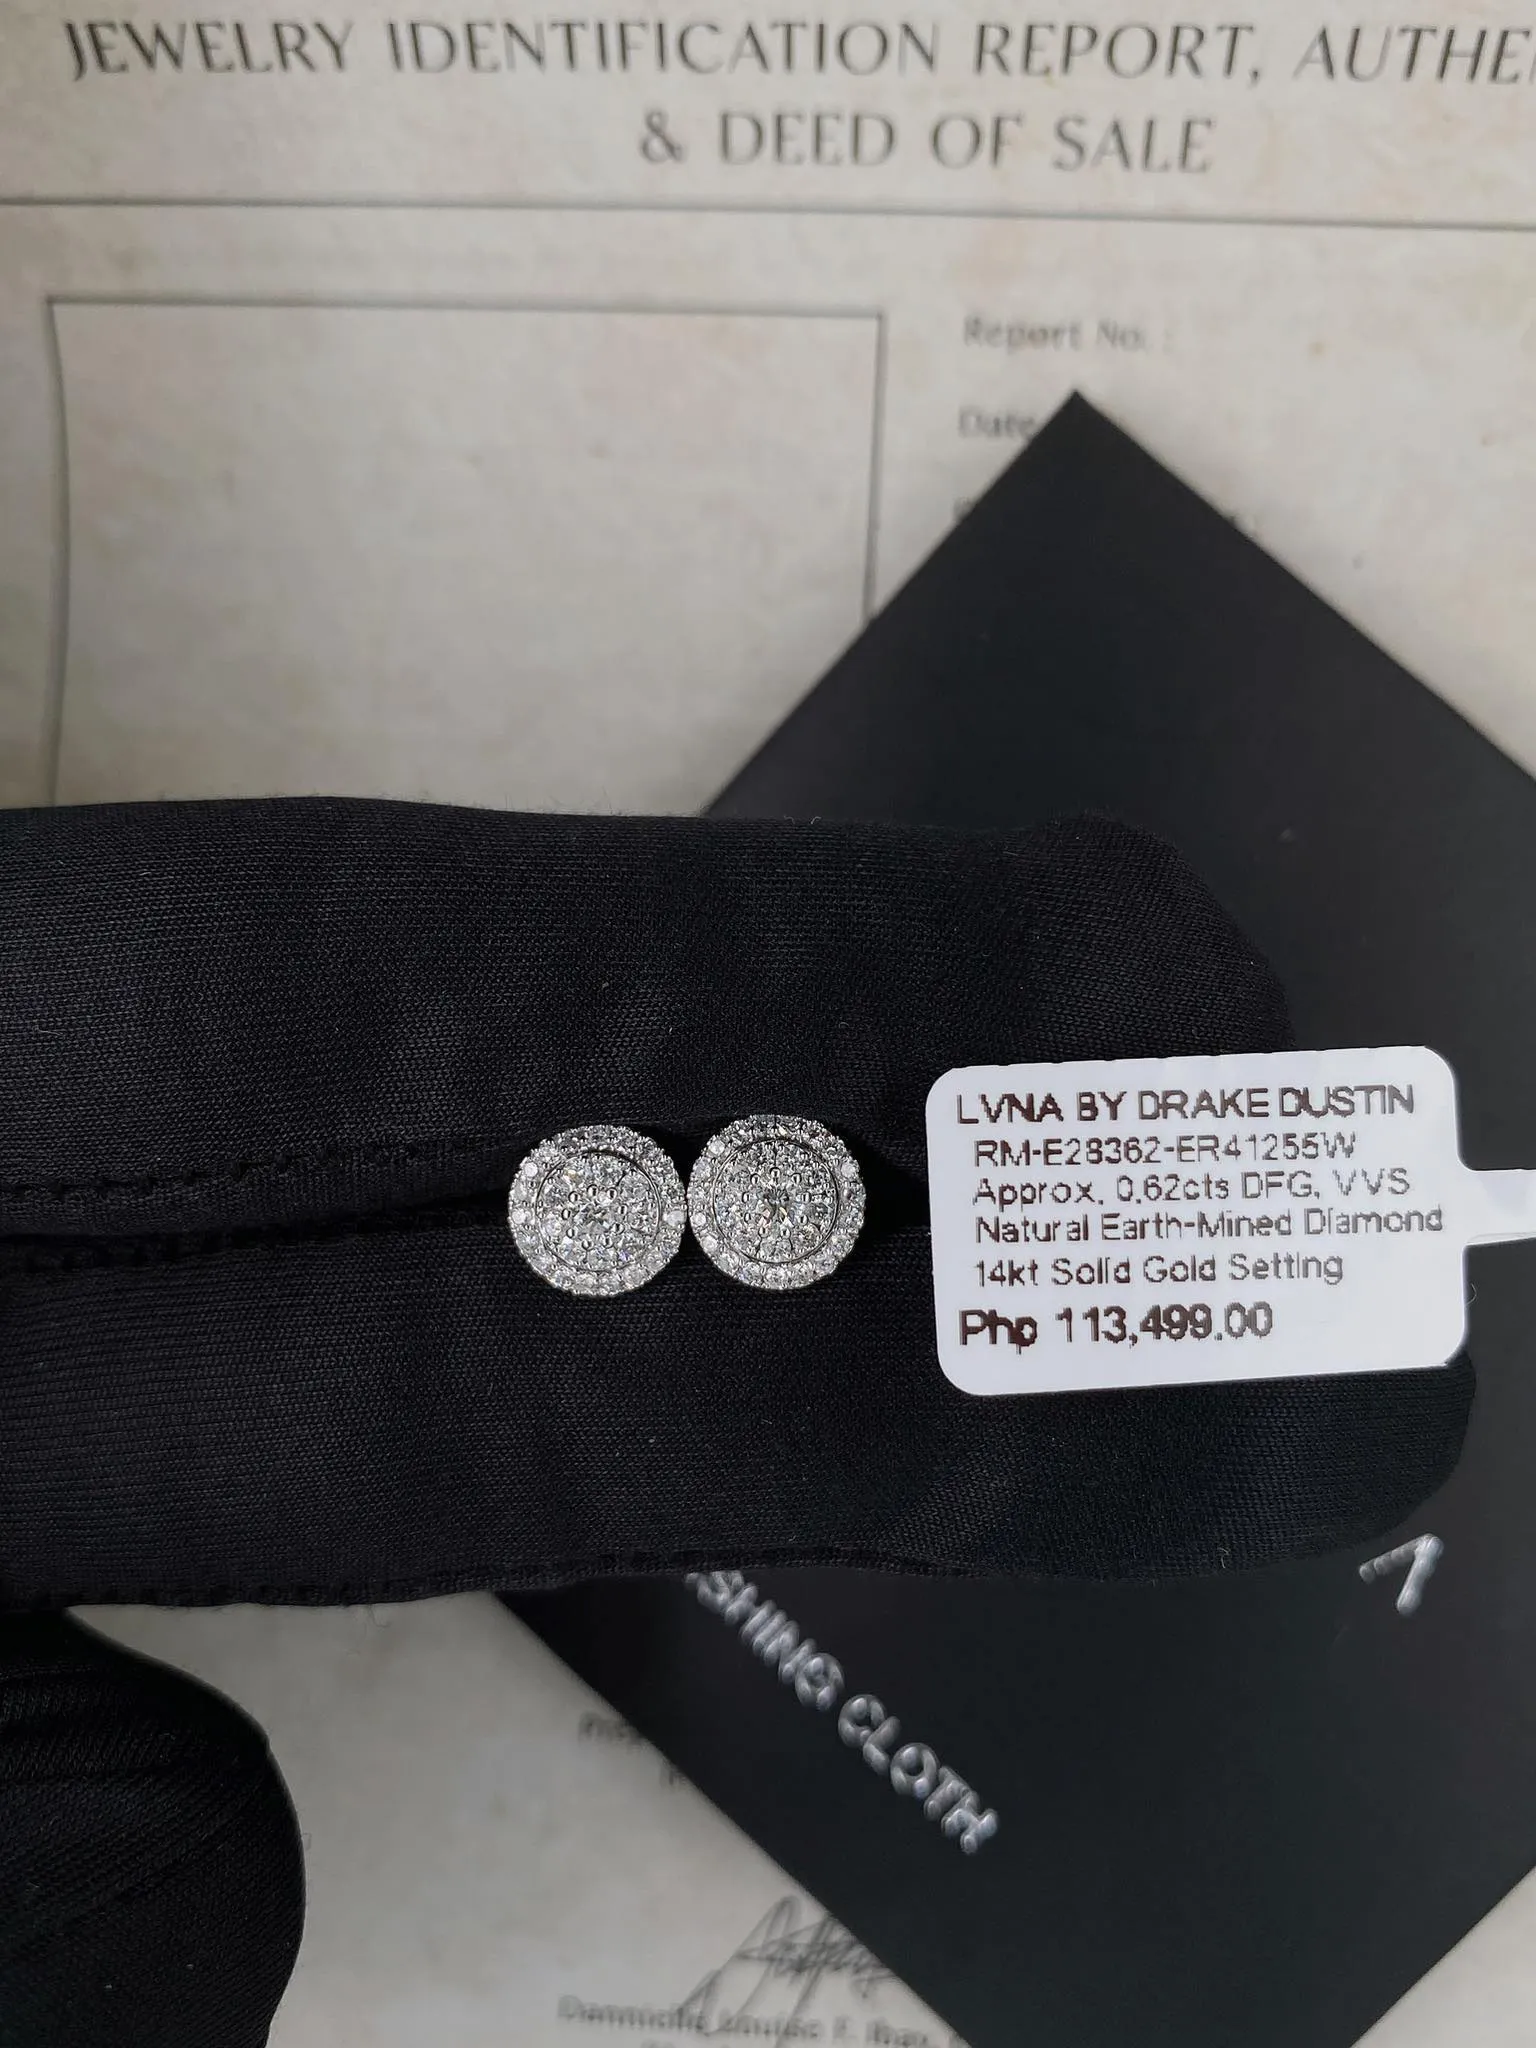 JEWELRY IDENTIFICATION REPORT, AUTHE
& DEED OF SALE
Report No. :
Date
LVNA BY DRAKE DUSTIN
RM-E28362-ER41255W
Approx. 0.62cts DFG, VVS
Natural Earth-Mined Diamond
14kt Solid Gold Setting
Php 113,499.00
SHING CLOTH